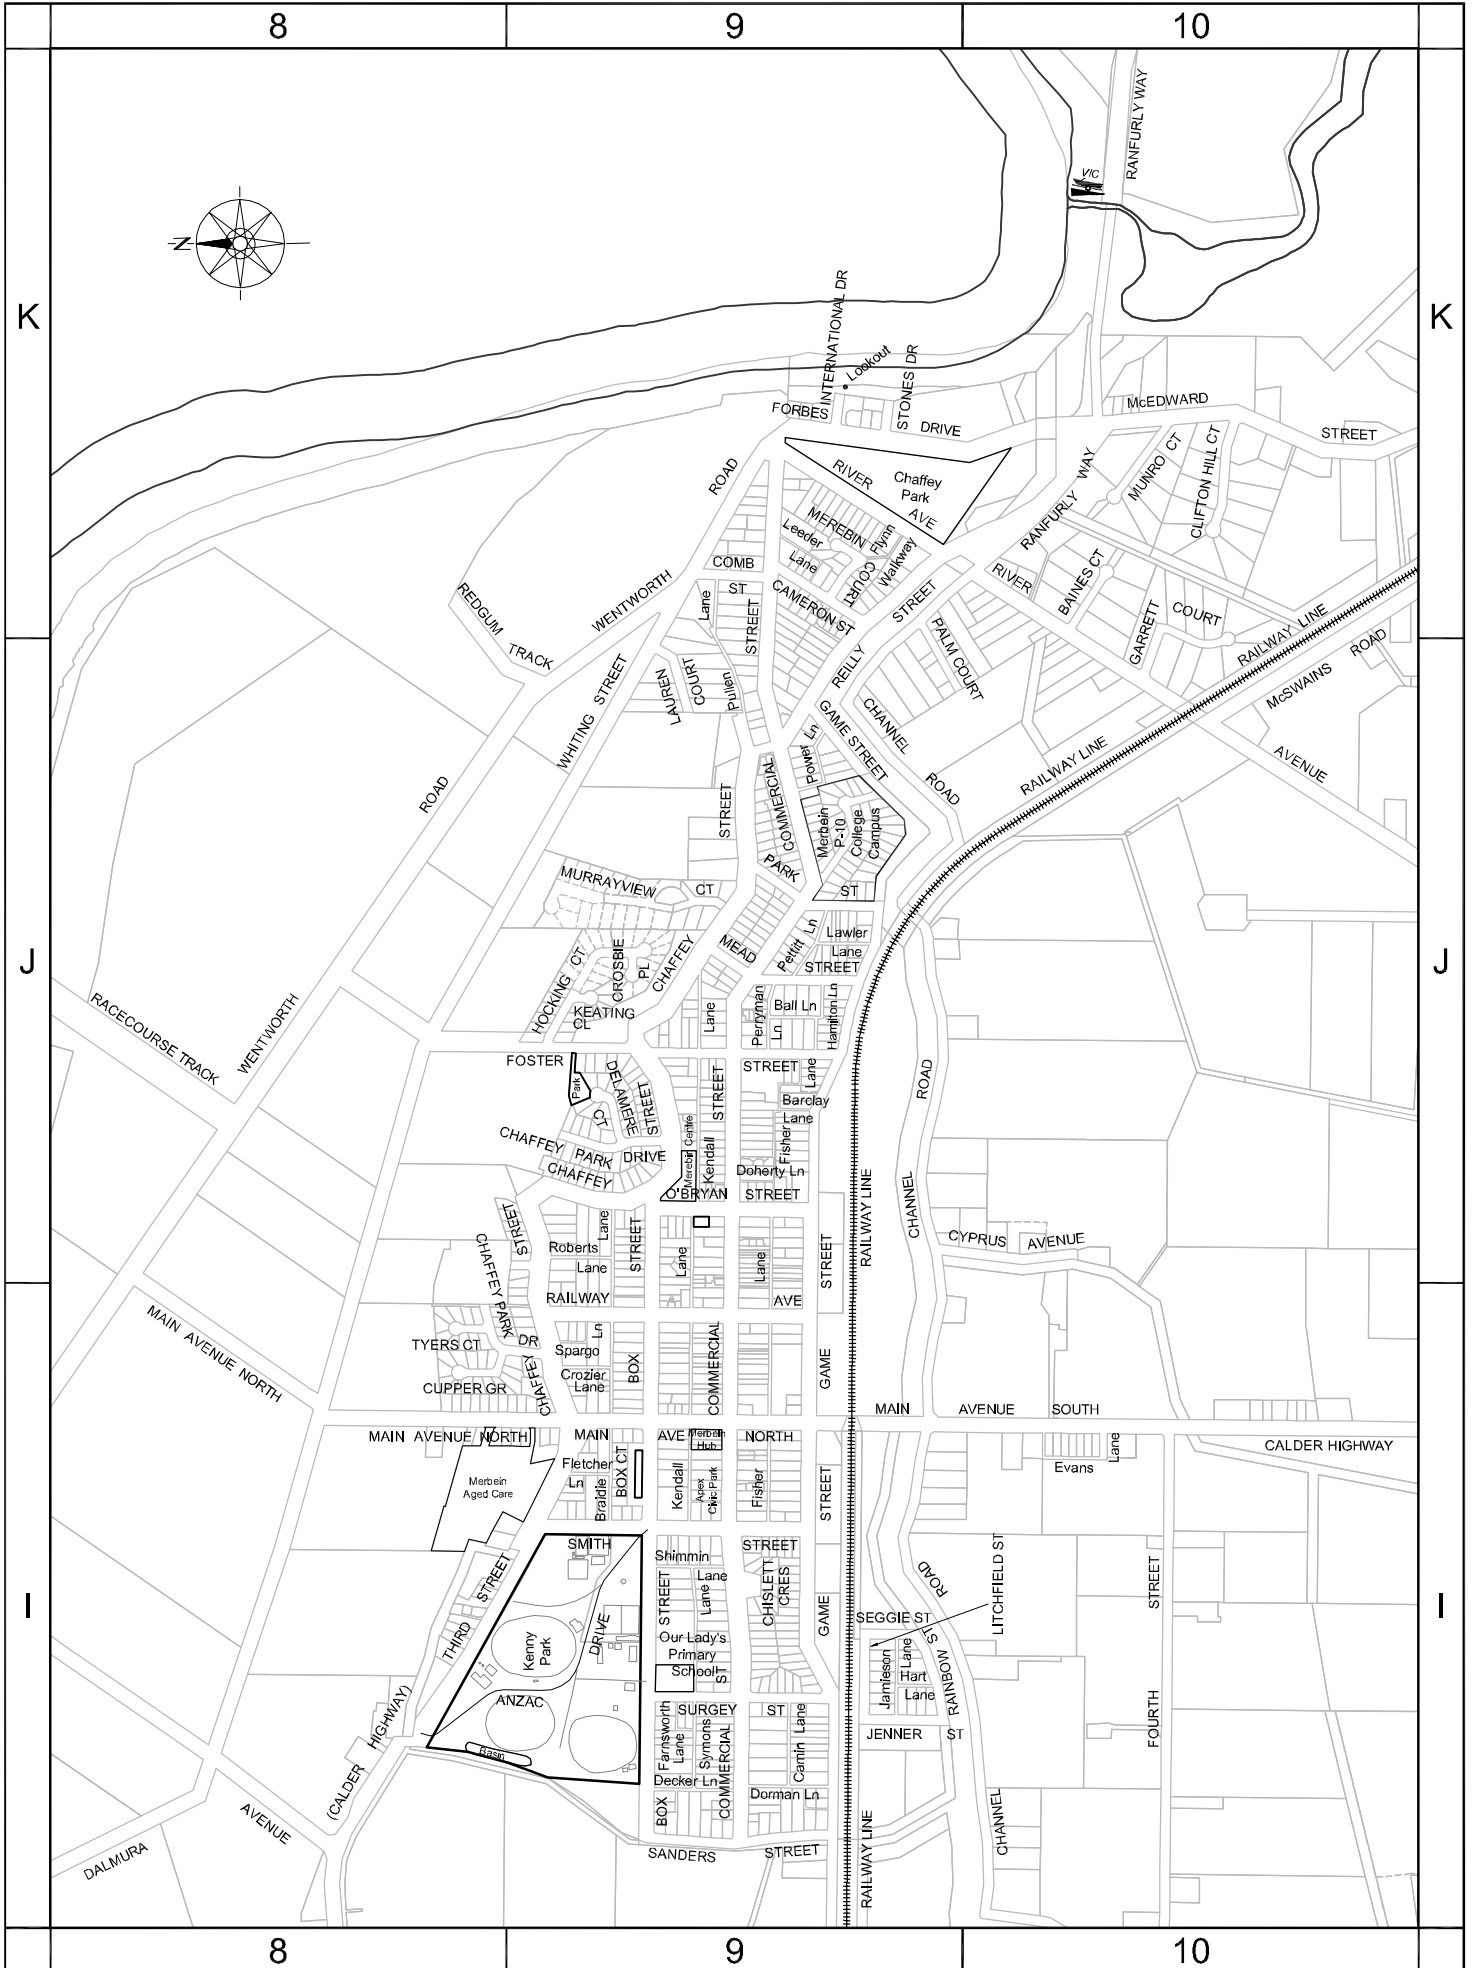 8
9
10
K
K
J
J
I
I
8
9
10
N
VIC
RANFURLY WAY
INTERNATIONAL DR
Lookout
STONES DR
FORBES
DRIVE
McEDWARD
STREET
RIVER
AVE
Chaffey
Park
ROAD
MEREBIN
COURT
Leeder
Lane
Flynn
Walkway
RANFURLY WAY
MUNRO CT
CLIFTON HILL CT
COMB
ST
CAMERON ST
RIVER
BAINES CT
GARRETT
COURT
REDGUM
TRACK
WENTWORTH
Lane
STREET
REILLY
STREET
PALM COURT
RAILWAY LINE
McSWAINS
ROAD
WHITING STREET
LAUREN
COURT
Pullen
GAME STREET
CHANNEL
ROAD
RAILWAY LINE
AVENUE
ROAD
STREET
COMMERCIAL
Power Ln
Merbein
P-10
College
Campus
PARK
ST
MURRAYVIEW
CT
HOCKING CT
CROSBIE
PL
KEATING
CL
CHAFFEY
MEAD
STREET
Pettitt Ln
Lawler
Lane
Perryman
Ln
Ball Ln
Hamilton Ln
Lane
RACECOURSE TRACK
WENTWORTH
FOSTER
STREET
Park
DELAMERE
CT
STREET
STREET
Lane
Barclay
Lane
Fisher
ROAD
CHAFFEY
PARK
DRIVE
CHAFFEY
Merebin Centre
Kendall
Doherty Ln
O'BRYAN
STREET
RAILWAY LINE
CHANNEL
STREET
CHAFFEY PARK
DR
Roberts
Lane
Lane
STREET
Lane
Lane
STREET
CYPRUS
AVENUE
RAILWAY
AVE
MAIN AVENUE NORTH
TYERS CT
CUPPER GR
CHAFFEY
Spargo
Ln
Crozier
Lane
BOX
COMMERCIAL
GAME
MAIN
AVENUE
SOUTH
CALDER HIGHWAY
MAIN AVENUE NORTH
MAIN
AVE
NORTH
Merbein
Hub
Merbein
Aged Care
Fletcher
Ln
Braidie
BOX CT
Kendall
Apex
Civic Park
Fisher
STREET
Evans
Lane
SMITH
STREET
THIRD
STREET
Kenny
Park
ANZAC
DRIVE
Basin
Shimmin
Lane
Lane
STREET
CHISLETT
CRES
GAME
Our Lady's
Primary
School
ST
SEGGIE ST
ROAD
LITCHFIELD ST
STREET
Jamieson
Lane
Hart
Lane
RAINBOW
ST
SURGEY
ST
JENNER
ST
FOURTH
Farnsworth
Lane
Symons
COMMERCIAL
Camin Lane
Decker Ln
Dorman Ln
BOX
CHANNEL
(CALDER HIGHWAY)
AVENUE
DALMURA
SANDERS
STREET
RAILWAY LINE